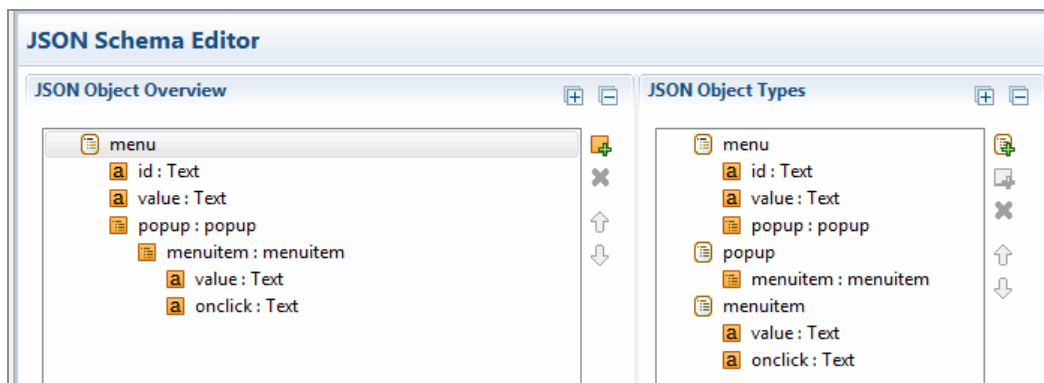 JSON Schema Editor
JSON Object Overview
menu
id : Text
value : Text
popup : popup
menuitem : menuitem
value : Text
onclick : Text
JSON Object Types
menu
id : Text
value : Text
popup : popup
popup
menuitem : menuitem
menuitem
value : Text
onclick : Text